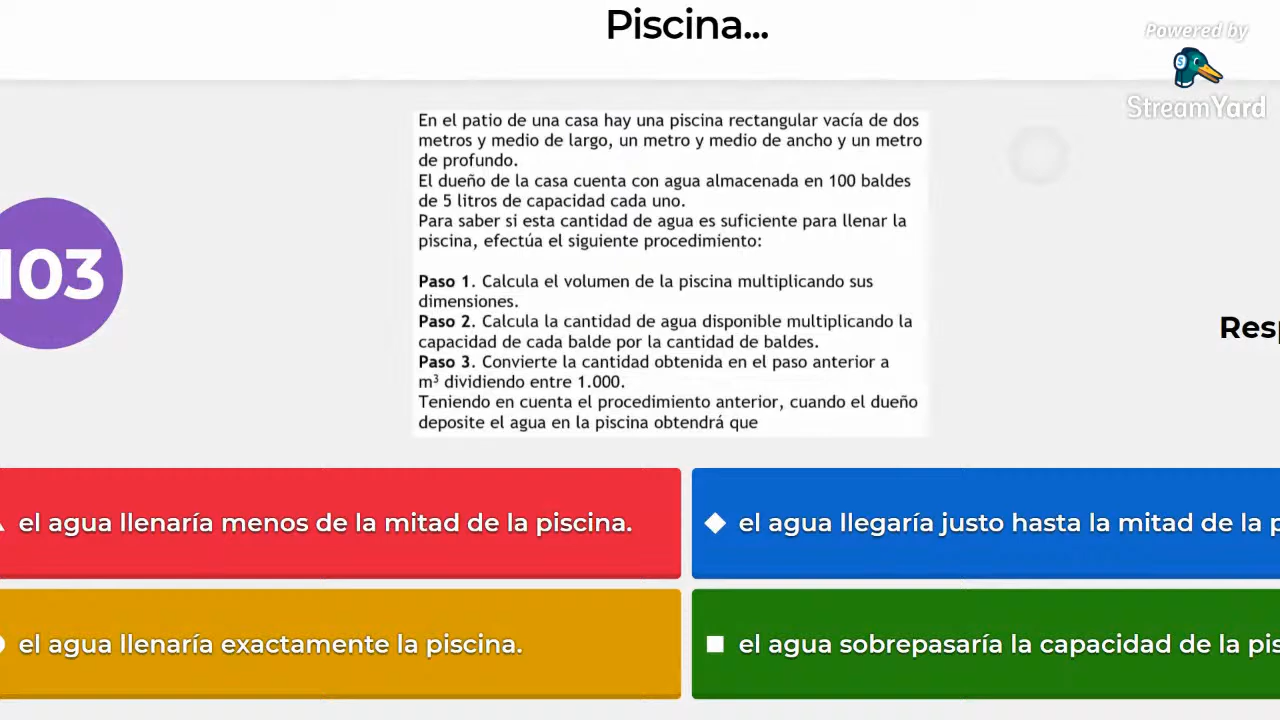 Piscina...
Powered by
StreamYard
En el patio de una casa hay una piscina rectangular vacía de dos
metros y medio de largo, un metro y medio de ancho y un metro
de profundo.
El dueño de la casa cuenta con agua almacenada en 100 baldes
de 5 litros de capacidad cada uno.
Para saber si esta cantidad de agua es suficiente para llenar la
piscina, efectúa el siguiente procedimiento:
Paso 1. Calcula el volumen de la piscina multiplicando sus
dimensiones.
Paso 2. Calcula la cantidad de agua disponible multiplicando la
capacidad de cada balde por la cantidad de baldes.
Paso 3. Convierte la cantidad obtenida en el paso anterior a
m³ dividiendo entre 1.000.
Teniendo en cuenta el procedimiento anterior, cuando el dueño
deposite el agua en la piscina obtendrá que
103
el agua llenaría menos de la mitad de la piscina.
el agua llegaría justo hasta la mitad de la
el agua llenaría exactamente la piscina.
el agua sobrepasaría la capacidad de la